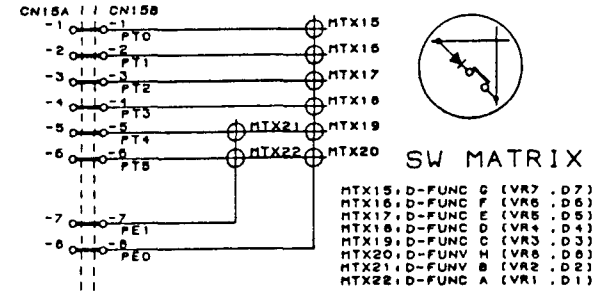 CN15A CN15B
-1 -1 PT0 MTX15
-2 -2 PT1 MTX16
-3 -3 PT2 MTX17
-4 -4 PT3 MTX18
-5 -5 PT4 MTX21 MTX19
-6 -6 PT5 MTX22 MTX20
-7 -7 PE1
-8 -8 PE0
SW MATRIX
MTX15:D-FUNC G (VR7 .D7)
MTX16:D-FUNC F (VR6 .D6)
MTX17:D-FUNC E (VR5 .D5)
MTX18:D-FUNC D (VR4 .D4)
MTX19:D-FUNC C (VR3 .D3)
MTX20:D-FUNV H (VR8 .D8)
MTX21:D-FUNV B (VR2 .D2)
MTX22:D-FUNC A (VR1 .D1)